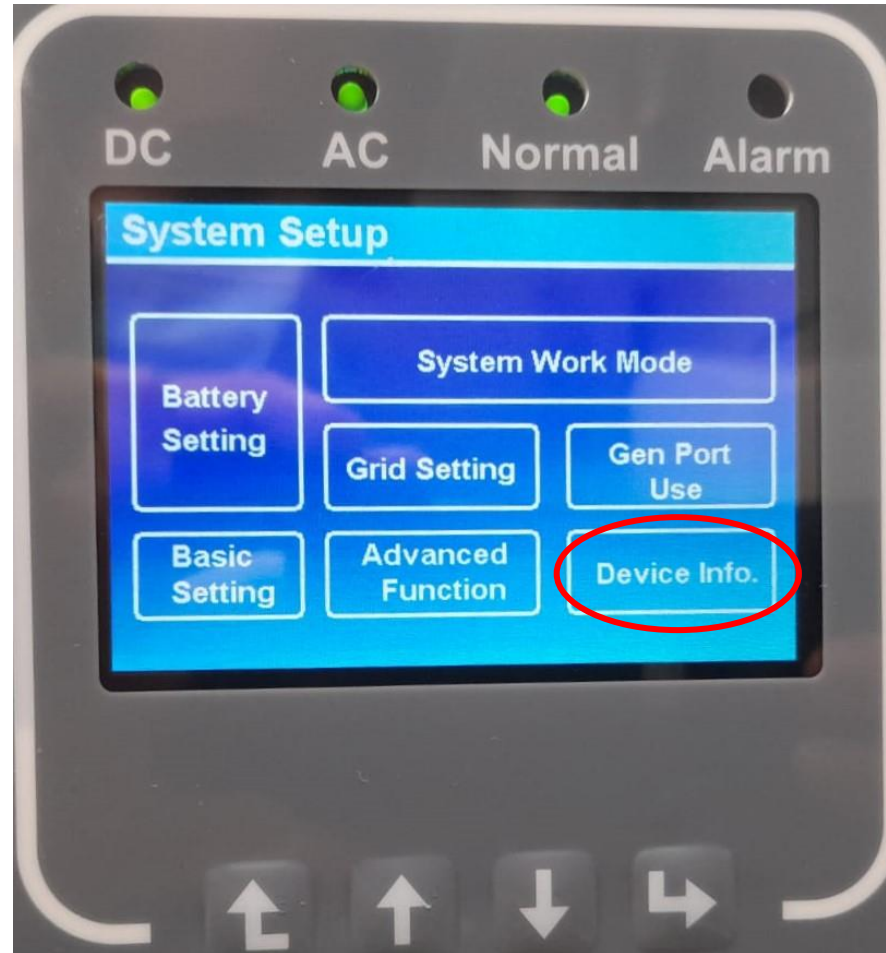 DC AC Normal Alarm
System Setup
Battery
Setting
System Work Mode
Grid Setting
Gen Port
Use
Basic
Setting
Advanced
Function
Device Info.